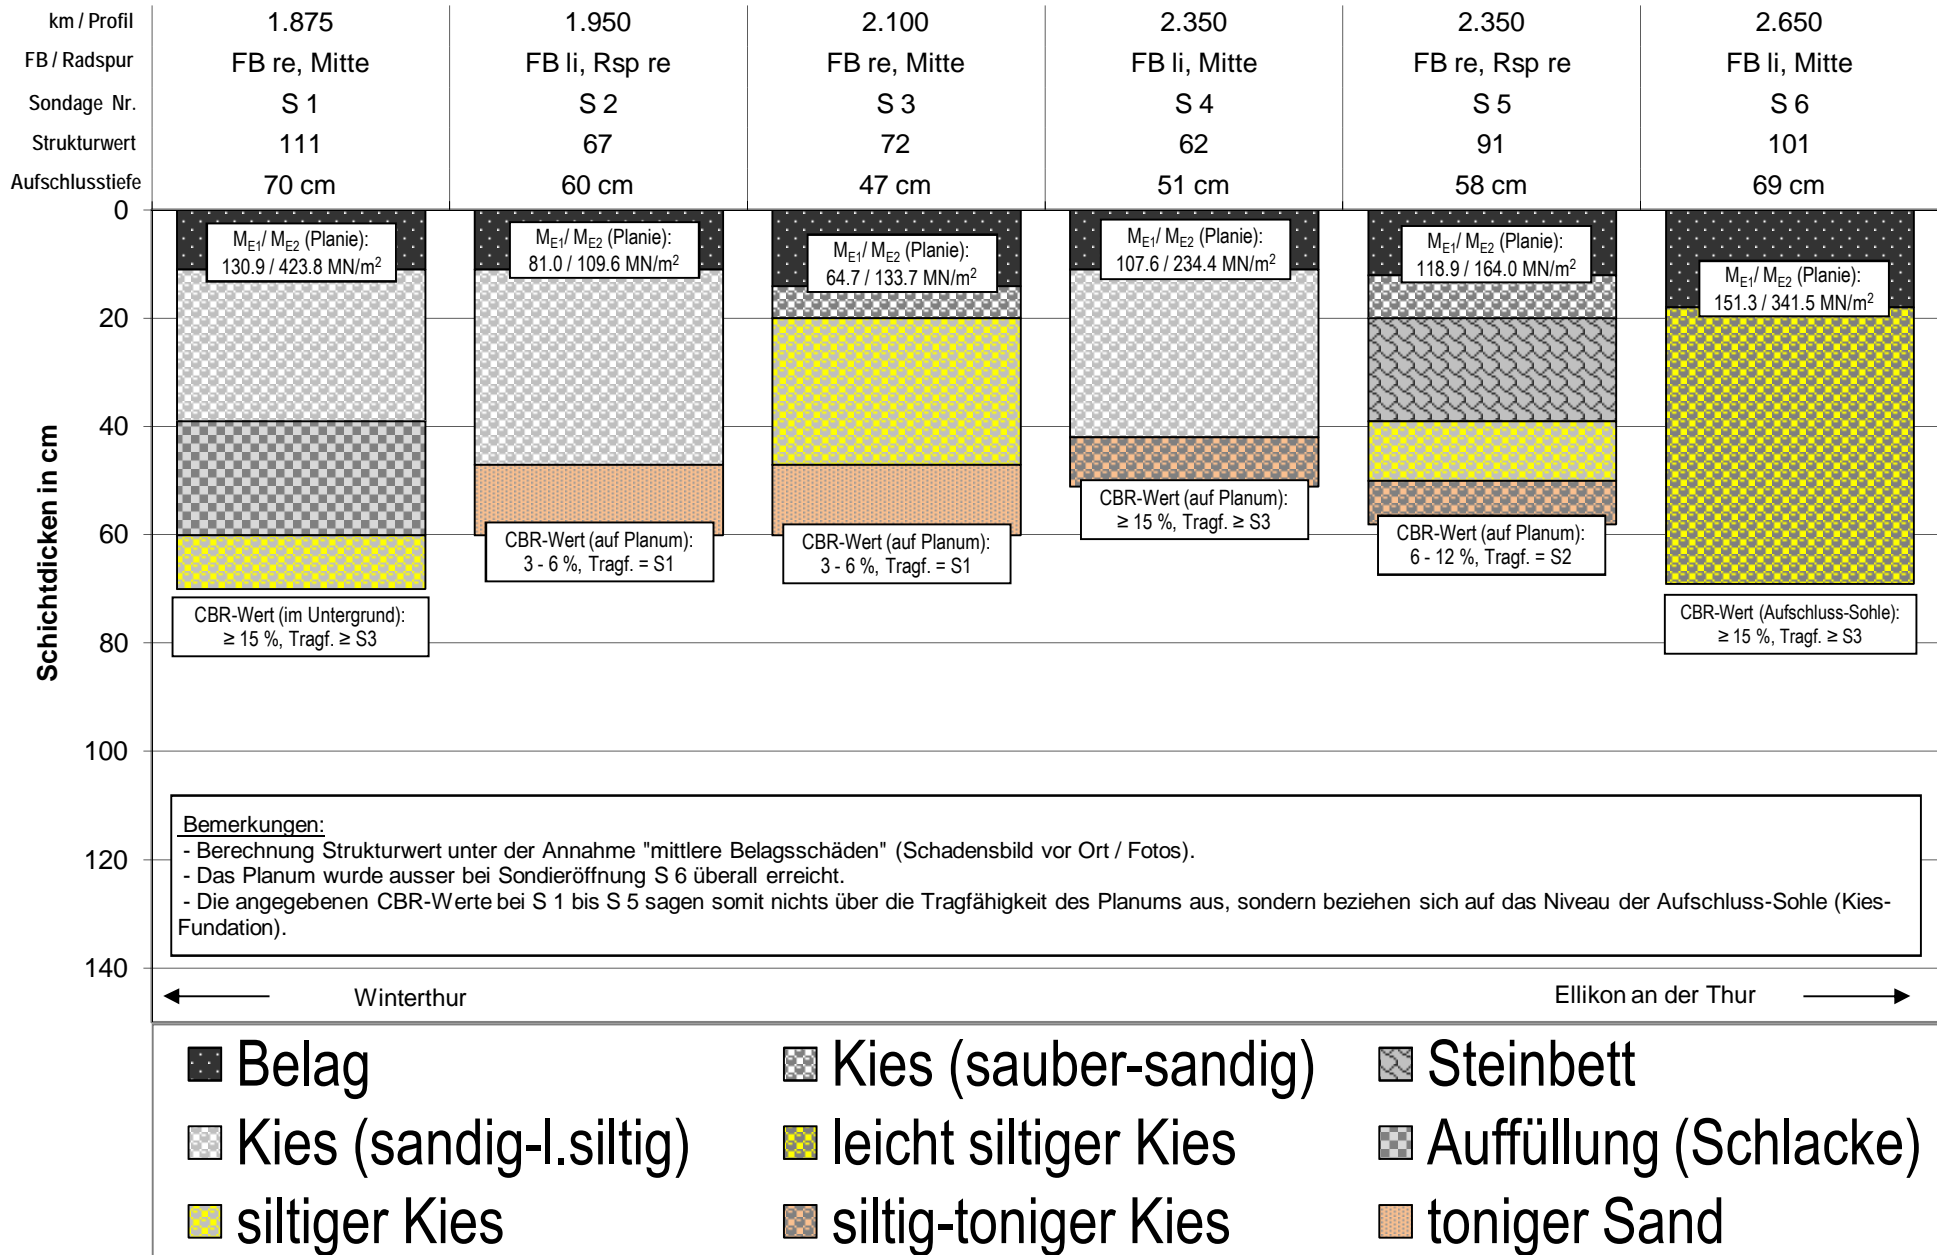 km / Profil 1.875 1.950 2.100 2.350 2.350 2.650
FB / Radspur FB re, Mitte FB li, Rsp re FB re, Mitte FB li, Mitte FB re, Rsp re FB li, Mitte
Sondage Nr. S 1 S 2 S 3 S 4 S 5 S 6
Strukturwert 111 67 72 62 91 101
Aufschlusstiefe 70 cm 60 cm 47 cm 51 cm 58 cm 69 cm
Schichtdicken in cm
0
20
40
60
80
100
120
140
ME1/ ME2 (Planie):
130.9 / 423.8 MN/m²
ME1/ ME2 (Planie):
81.0 / 109.6 MN/m²
ME1/ ME2 (Planie):
64.7 / 133.7 MN/m²
ME1/ ME2 (Planie):
107.6 / 234.4 MN/m²
ME1/ ME2 (Planie):
118.9 / 164.0 MN/m²
ME1/ ME2 (Planie):
151.3 / 341.5 MN/m²
CBR-Wert (im Untergrund):
≥ 15 %, Tragf. ≥ S3
CBR-Wert (auf Planum):
3 - 6 %, Tragf. = S1
CBR-Wert (auf Planum):
3 - 6 %, Tragf. = S1
CBR-Wert (auf Planum):
≥ 15 %, Tragf. ≥ S3
CBR-Wert (auf Planum):
6 - 12 %, Tragf. = S2
CBR-Wert (Aufschluss-Sohle):
≥ 15 %, Tragf. ≥ S3
Bemerkungen:
- Berechnung Strukturwert unter der Annahme "mittlere Belagsschäden" (Schadensbild vor Ort / Fotos).
- Das Planum wurde ausser bei Sondieröffnung S 6 überall erreicht.
- Die angegebenen CBR-Werte bei S 1 bis S 5 sagen somit nichts über die Tragfähigkeit des Planums aus, sondern beziehen sich auf das Niveau der Aufschluss-Sohle (Kies-
Fundation).
Winterthur Ellikon an der Thur
Belag Kies (sauber-sandig) Steinbett
Kies (sandig-l.siltig) leicht siltiger Kies Auffüllung (Schlacke)
siltiger Kies siltig-toniger Kies toniger Sand